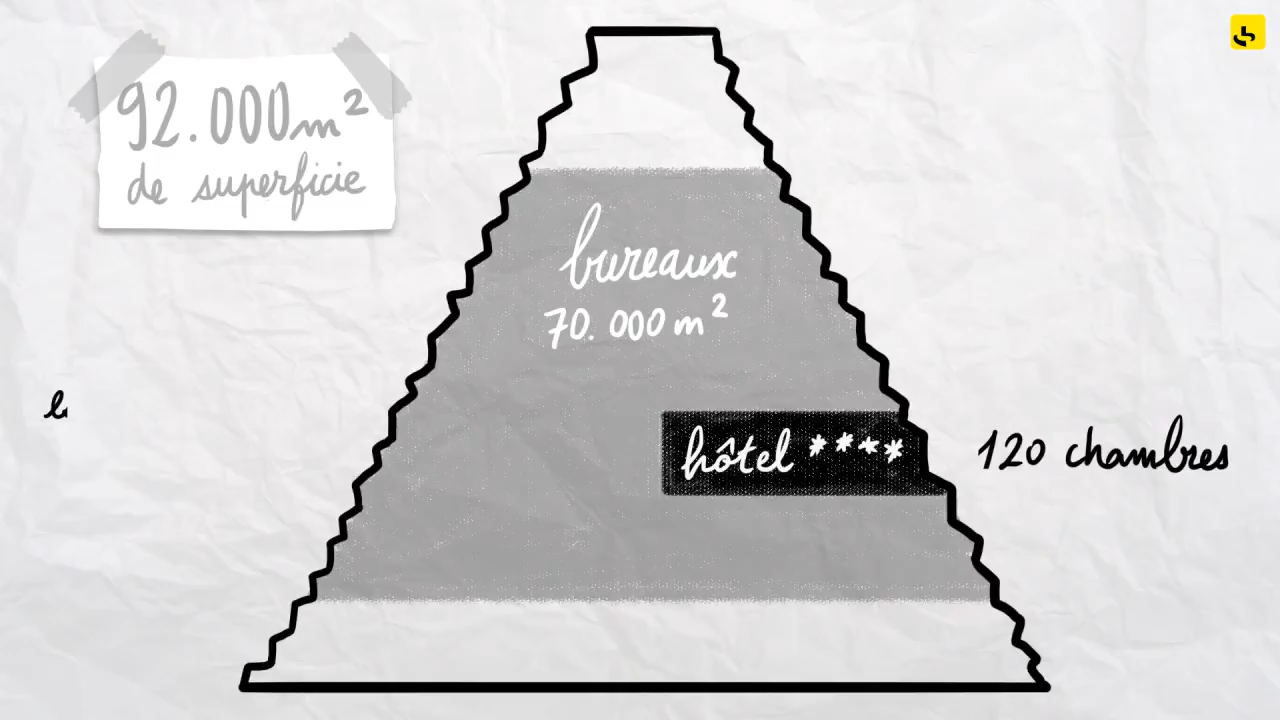 92.000m²
de superficie
bureaux
70.000 m²
hôtel ****
120 chambres